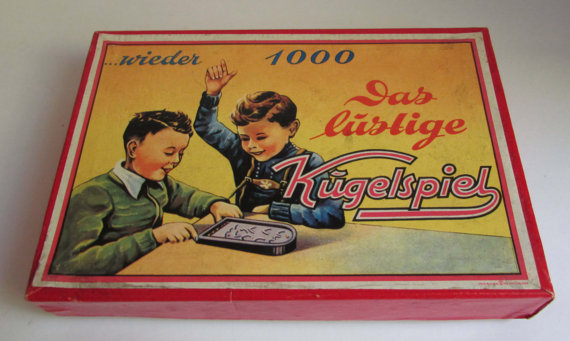 ...wieder 1000
Das
lustige
Kugelspiel